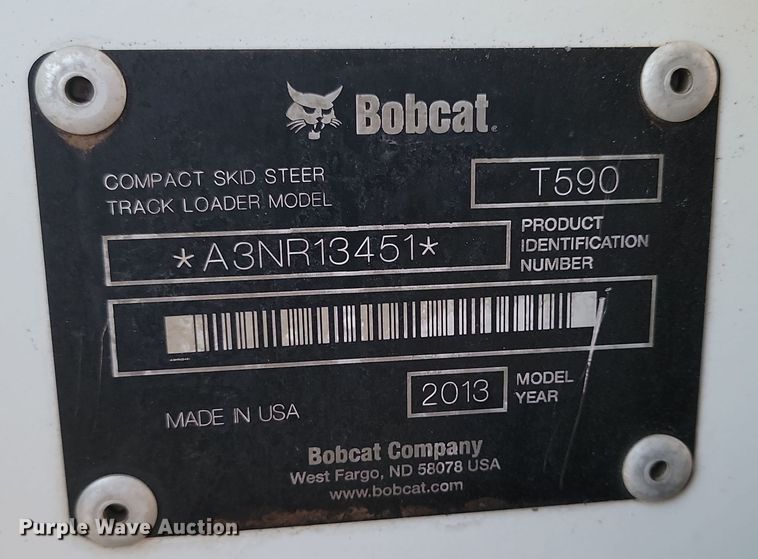 Bobcat
COMPACT SKID STEER
TRACK LOADER MODEL
T590
*A3NR13451*
PRODUCT
IDENTIFICATION
NUMBER
2013
MODEL
YEAR
MADE IN USA
Bobcat Company
West Fargo, ND 58078 USA
www.bobcat.com
Purple Wave Auction